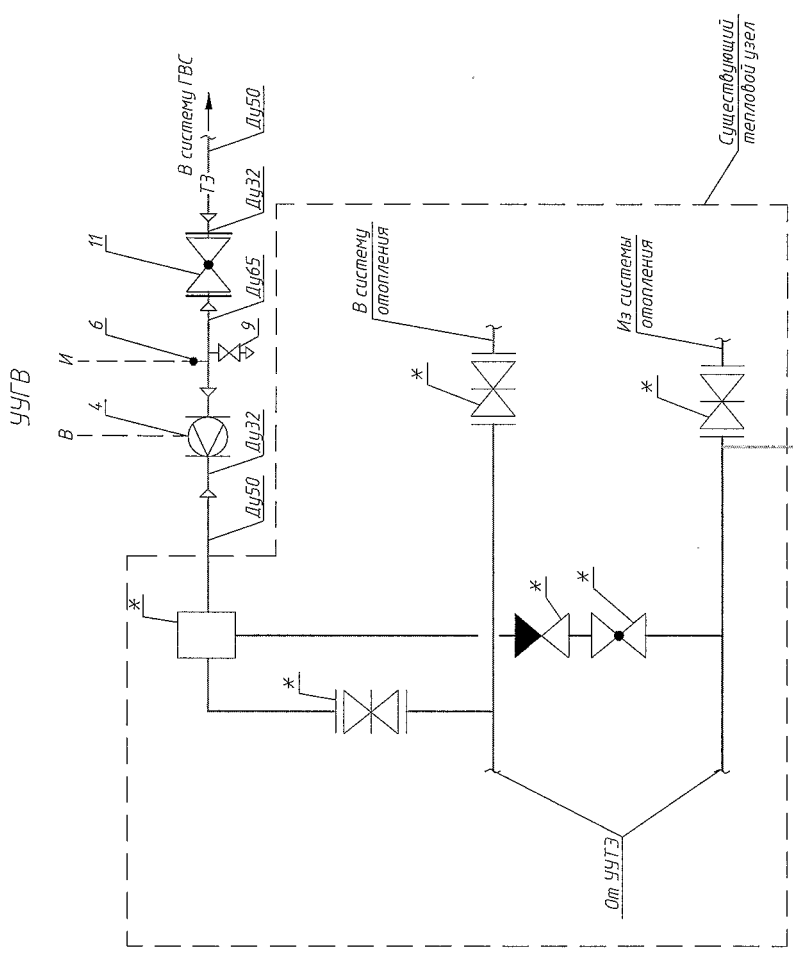 УУГВ
В
И
4
6
11
9
В систему ГВС
Т3
Ду50
Ду32
Ду65
Ду32
Ду50
Существующий
тепловой узел
В систему
отопления
Из системы
отопления
*
*
*
*
*
*
От УУТЭ